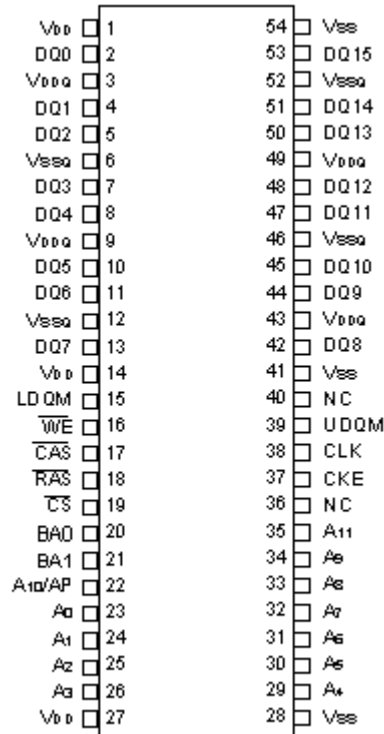 VDD 1 54 VSS
DQ0 2 53 DQ15
VDDQ 3 52 VSSQ
DQ1 4 51 DQ14
DQ2 5 50 DQ13
VSSQ 6 49 VDDQ
DQ3 7 48 DQ12
DQ4 8 47 DQ11
VDDQ 9 46 VSSQ
DQ5 10 45 DQ10
DQ6 11 44 DQ9
VSSQ 12 43 VDDQ
DQ7 13 42 DQ8
VDD 14 41 VSS
LDQM 15 40 NC
WE 16 39 UDQM
CAS 17 38 CLK
RAS 18 37 CKE
CS 19 36 NC
BA0 20 35 A11
BA1 21 34 A9
A10/AP 22 33 A8
A0 23 32 A7
A1 24 31 A6
A2 25 30 A5
A3 26 29 A4
VDD 27 28 VSS